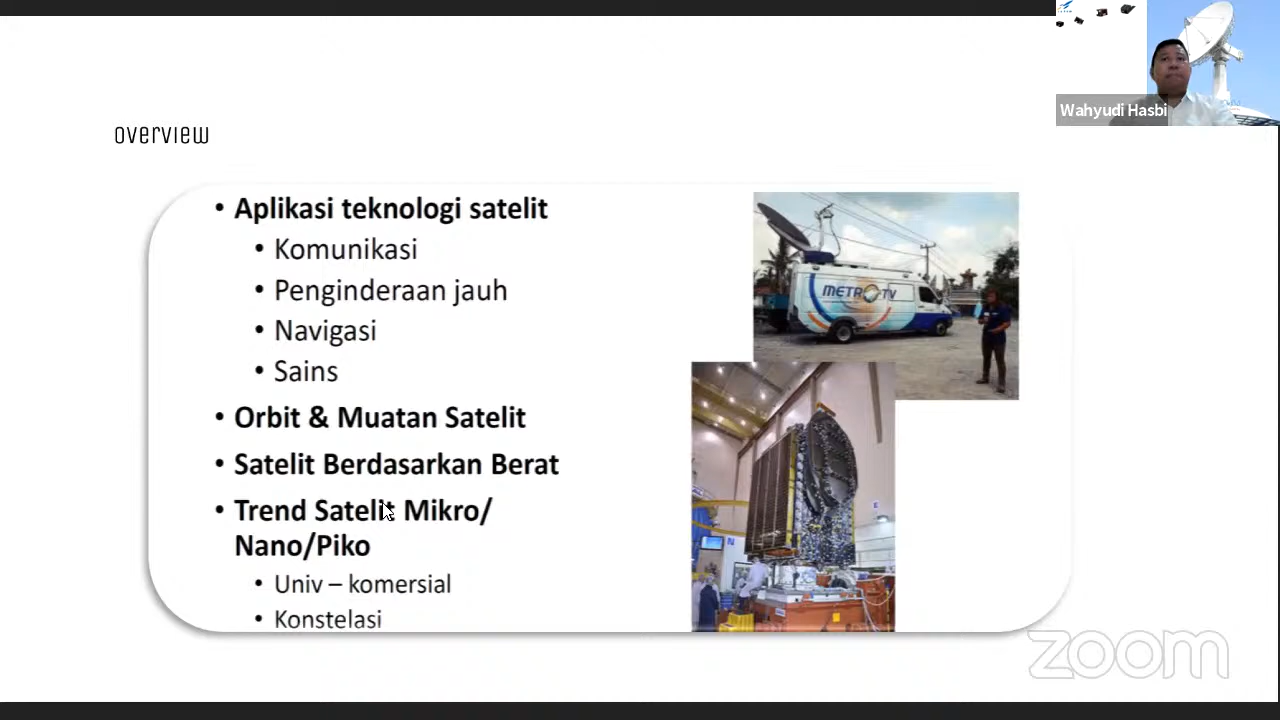 Wahyudi Hasbi
overview
• Aplikasi teknologi satelit
• Komunikasi
• Penginderaan jauh
• Navigasi
• Sains
• Orbit & Muatan Satelit
• Satelit Berdasarkan Berat
• Trend Satelit Mikro/
Nano/Piko
• Univ – komersial
• Konstelasi
METRO TV
zoom